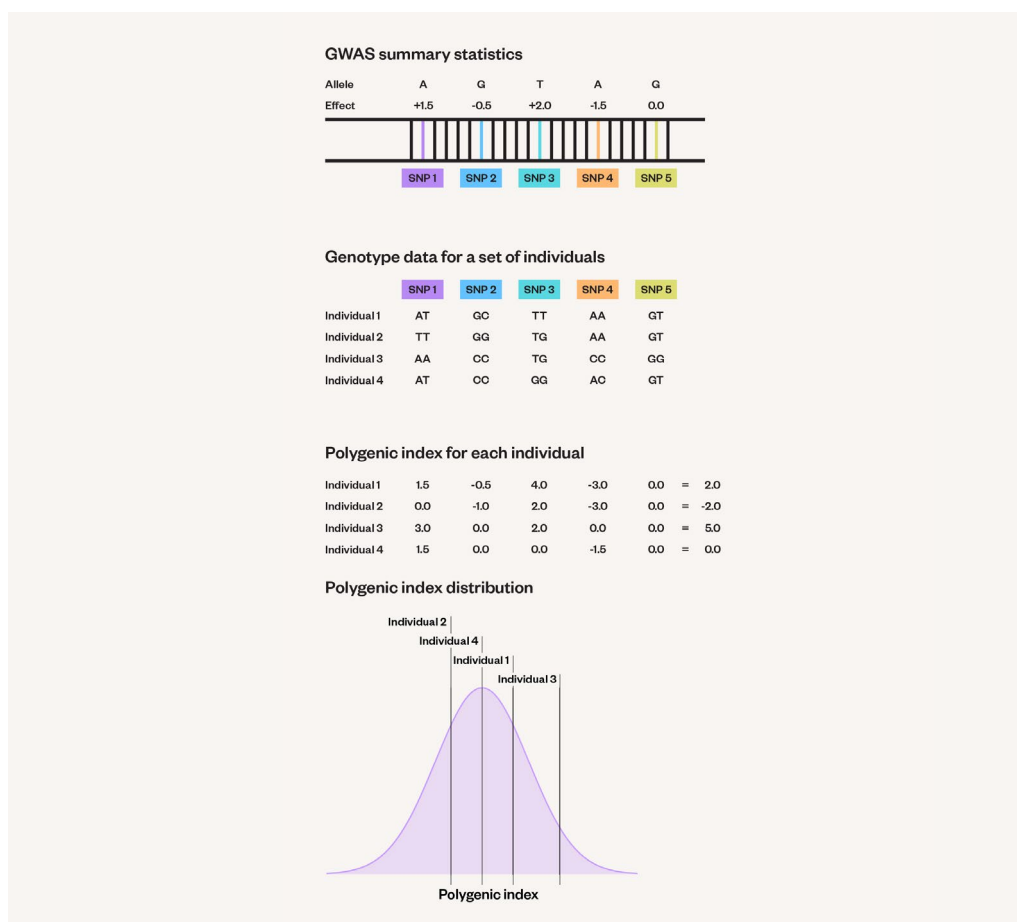 GWAS summary statistics
Allele A G T A G
Effect +1.5 -0.5 +2.0 -1.5 0.0
SNP 1 SNP 2 SNP 3 SNP 4 SNP 5
Genotype data for a set of individuals
SNP 1 SNP 2 SNP 3 SNP 4 SNP 5
Individual 1 AT GC TT AA GT
Individual 2 TT GG TG AA GT
Individual 3 AA CC TG CC GG
Individual 4 AT CC GG AC GT
Polygenic index for each individual
Individual 1 1.5 -0.5 4.0 -3.0 0.0 = 2.0
Individual 2 0.0 -1.0 2.0 -3.0 0.0 = -2.0
Individual 3 3.0 0.0 2.0 0.0 0.0 = 5.0
Individual 4 1.5 0.0 0.0 -1.5 0.0 = 0.0
Polygenic index distribution
Individual 2
Individual 4
Individual 1
Individual 3
Polygenic index